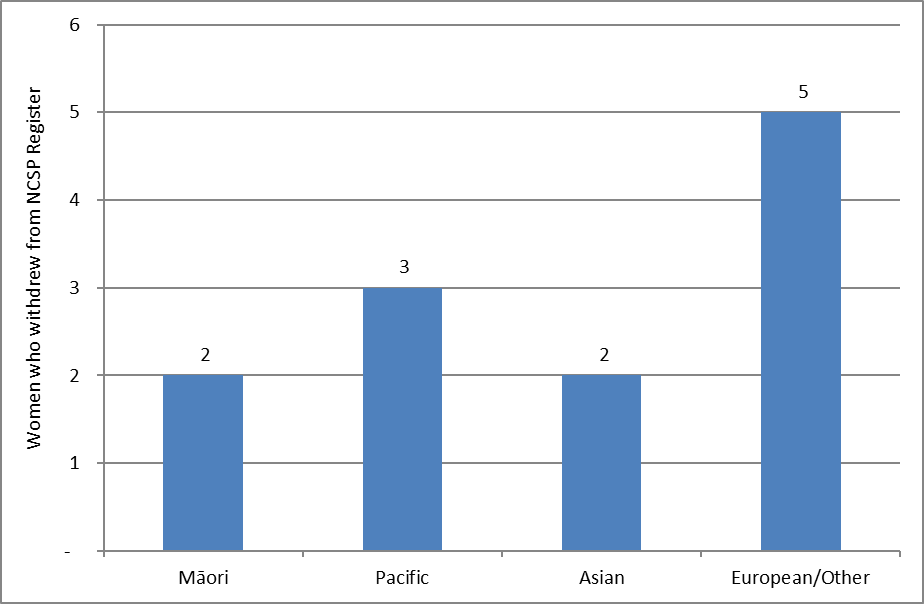 Women who withdrew from NCSP Register
6
5
4
3
2
1
-
2
3
2
5
Māori
Pacific
Asian
European/Other